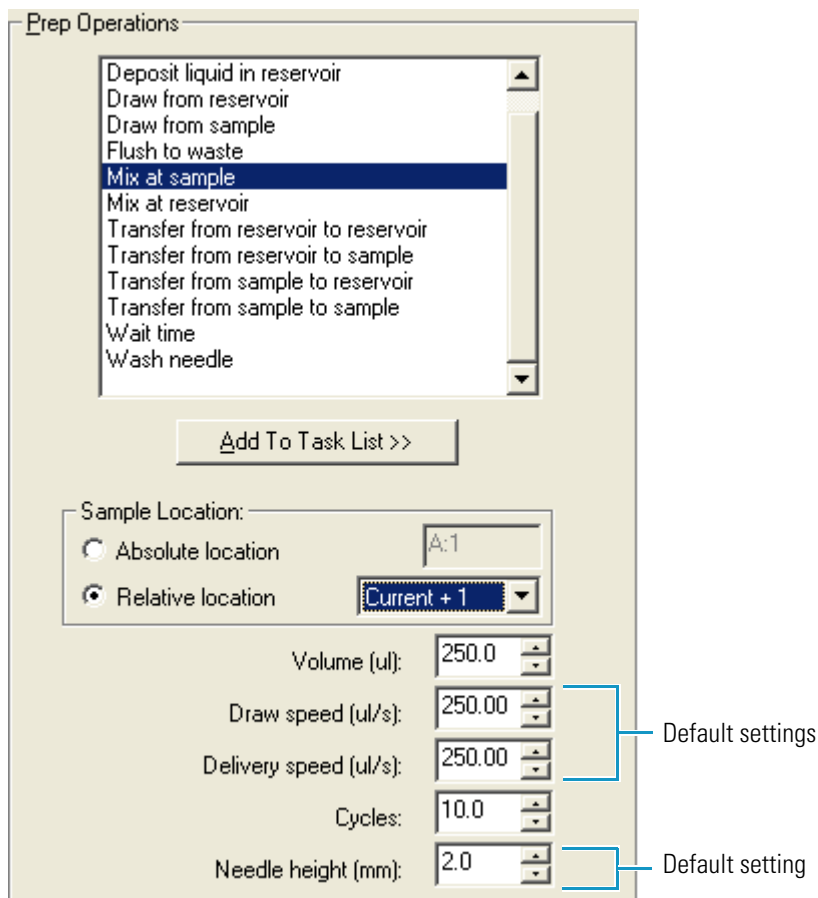 Prep Operations
Deposit liquid in reservoir
Draw from reservoir
Draw from sample
Flush to waste
Mix at sample
Mix at reservoir
Transfer from reservoir to reservoir
Transfer from reservoir to sample
Transfer from sample to reservoir
Transfer from sample to sample
Wait time
Wash needle
Add To Task List >>
Sample Location:
Absolute location A:1
Relative location Current + 1
Volume (ul): 250.0
Draw speed (ul/s): 250.00
Default settings
Delivery speed (ul/s): 250.00
Cycles: 10.0
Needle height (mm): 2.0 Default setting